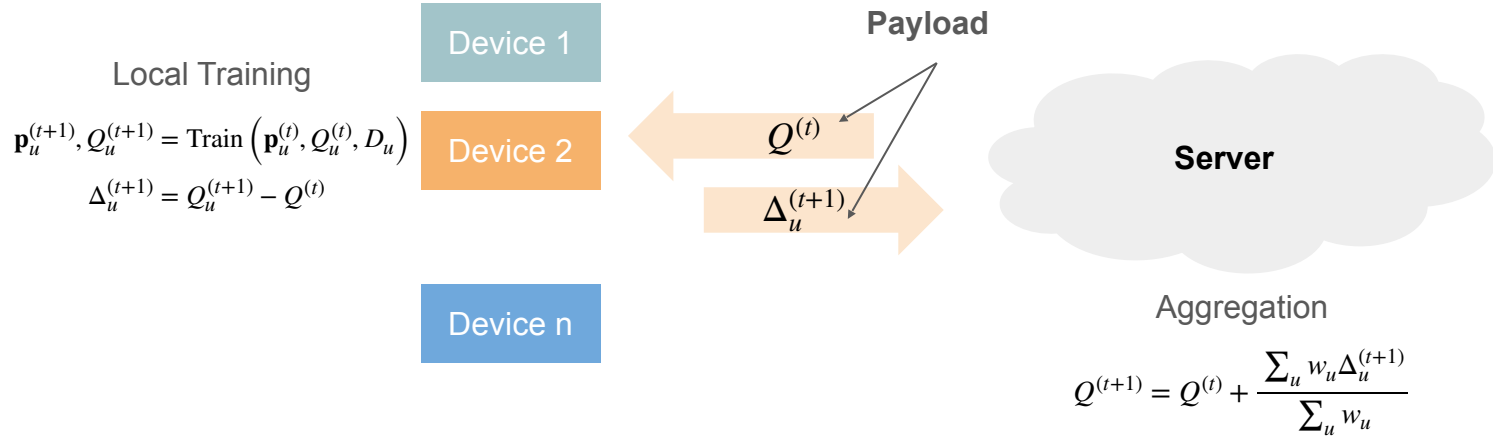 Local Training
𝐩_u^{(t+1)}, Q_u^{(t+1)} = Train (𝐩_u^{(t)}, Q_u^{(t)}, D_u)
Δ_u^{(t+1)} = Q_u^{(t+1)} − Q^{(t)}
Device 1
Device 2
Device n
Payload
Q^{(t)}
Δ_u^{(t+1)}
Server
Aggregation
Q^{(t+1)} = Q^{(t)} + \frac{∑_u w_u Δ_u^{(t+1)}}{∑_u w_u}